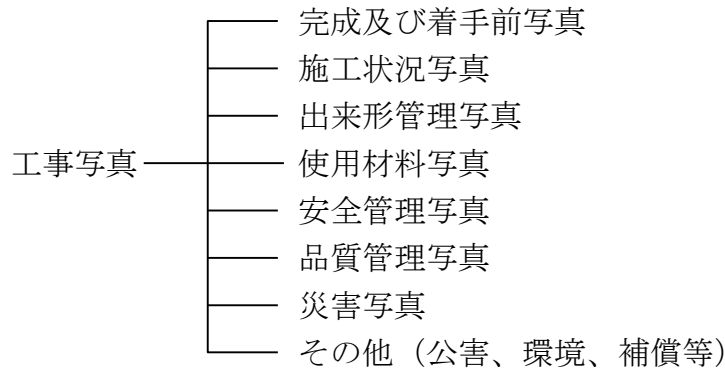 完成及び着手前写真
施工状況写真
出来形管理写真
工事写真
使用材料写真
安全管理写真
品質管理写真
災害写真
その他（公害、環境、補償等）